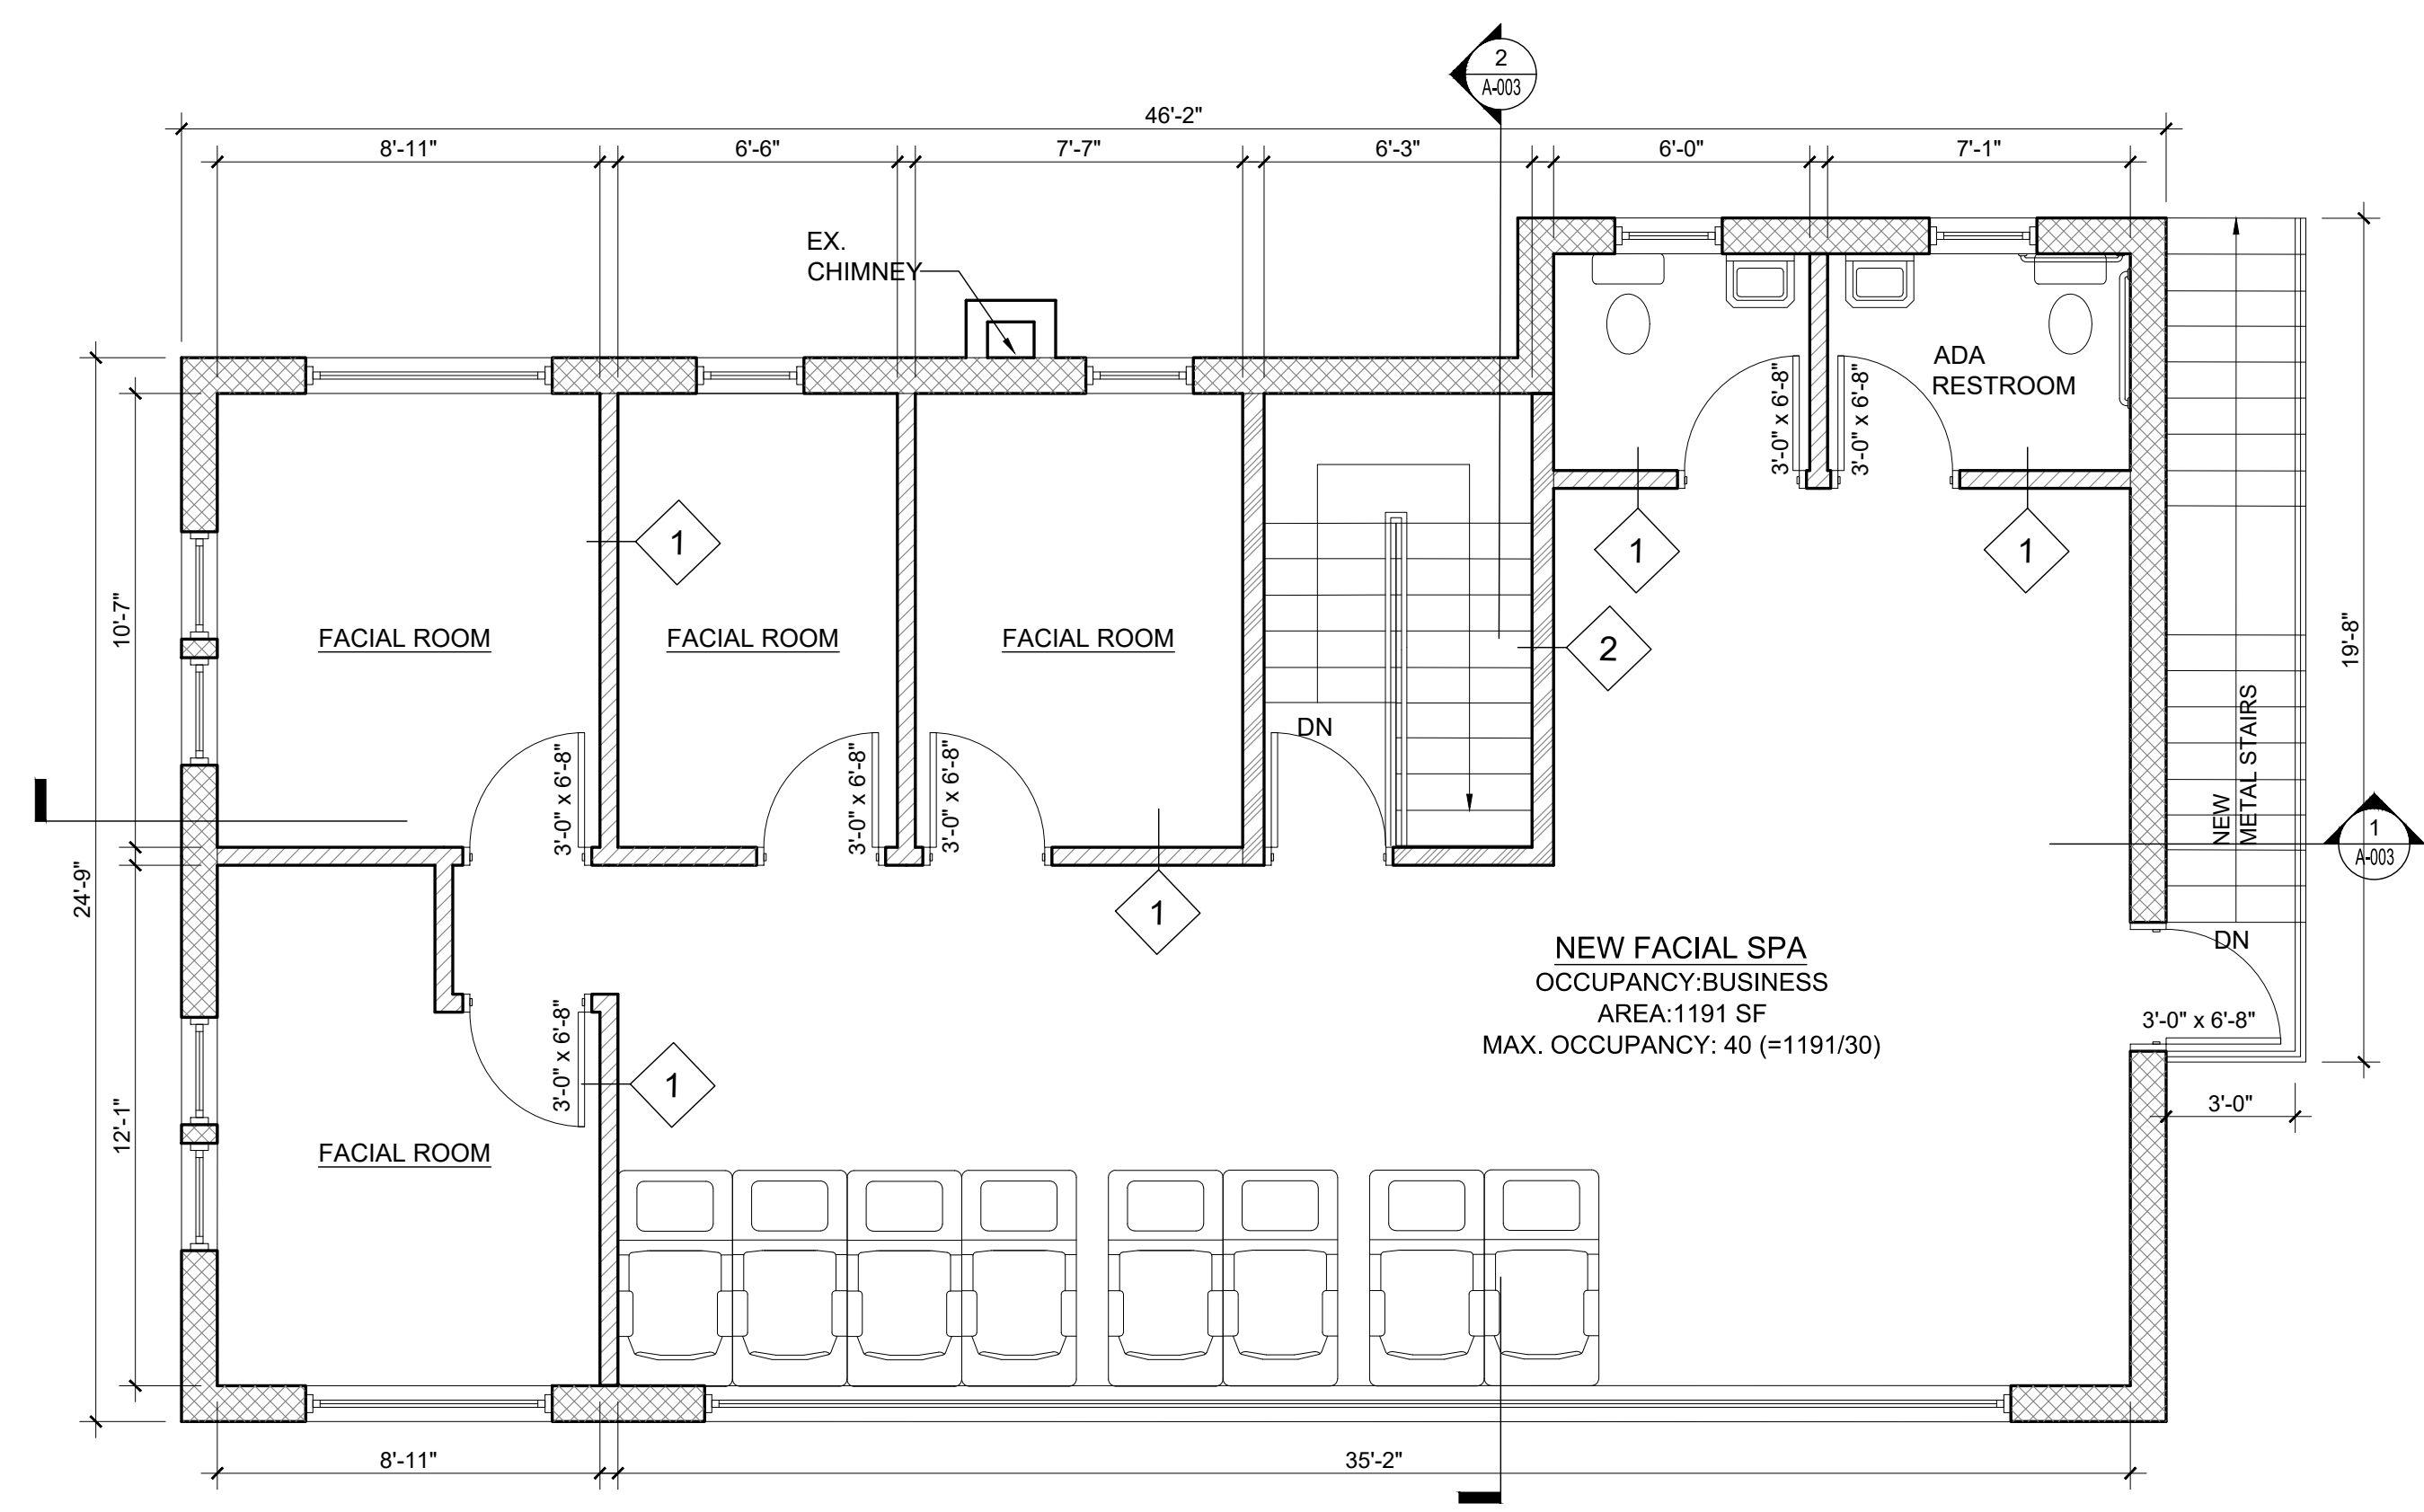 2
A-003
46'-2"
8'-11"
6'-6"
7'-7"
6'-3"
6'-0"
7'-1"
EX.
CHIMNEY
ADA
RESTROOM
3'-0" x 6'-8"
3'-0" x 6'-8"
1
1
1
10'-7"
FACIAL ROOM
FACIAL ROOM
FACIAL ROOM
2
19'-8"
DN
3'-0" x 6'-8"
3'-0" x 6'-8"
3'-0" x 6'-8"
NEW
METAL STAIRS
1
A-003
24'-9"
1
NEW FACIAL SPA
OCCUPANCY:BUSINESS
AREA:1191 SF
MAX. OCCUPANCY: 40 (=1191/30)
DN
3'-0" x 6'-8"
3'-0" x 6'-8"
1
12'-1"
3'-0"
FACIAL ROOM
8'-11"
35'-2"